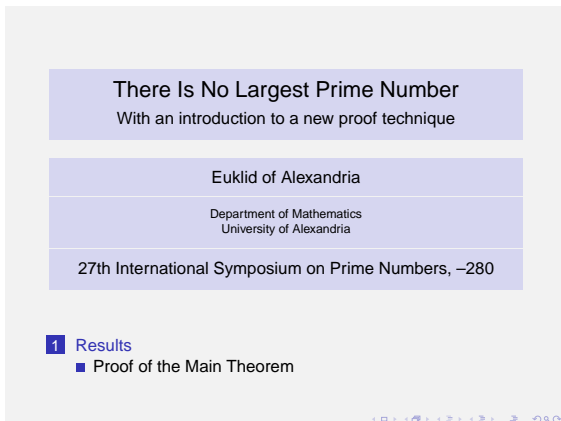 There Is No Largest Prime Number
With an introduction to a new proof technique
Euklid of Alexandria
Department of Mathematics
University of Alexandria
27th International Symposium on Prime Numbers, –280
1 Results
Proof of the Main Theorem